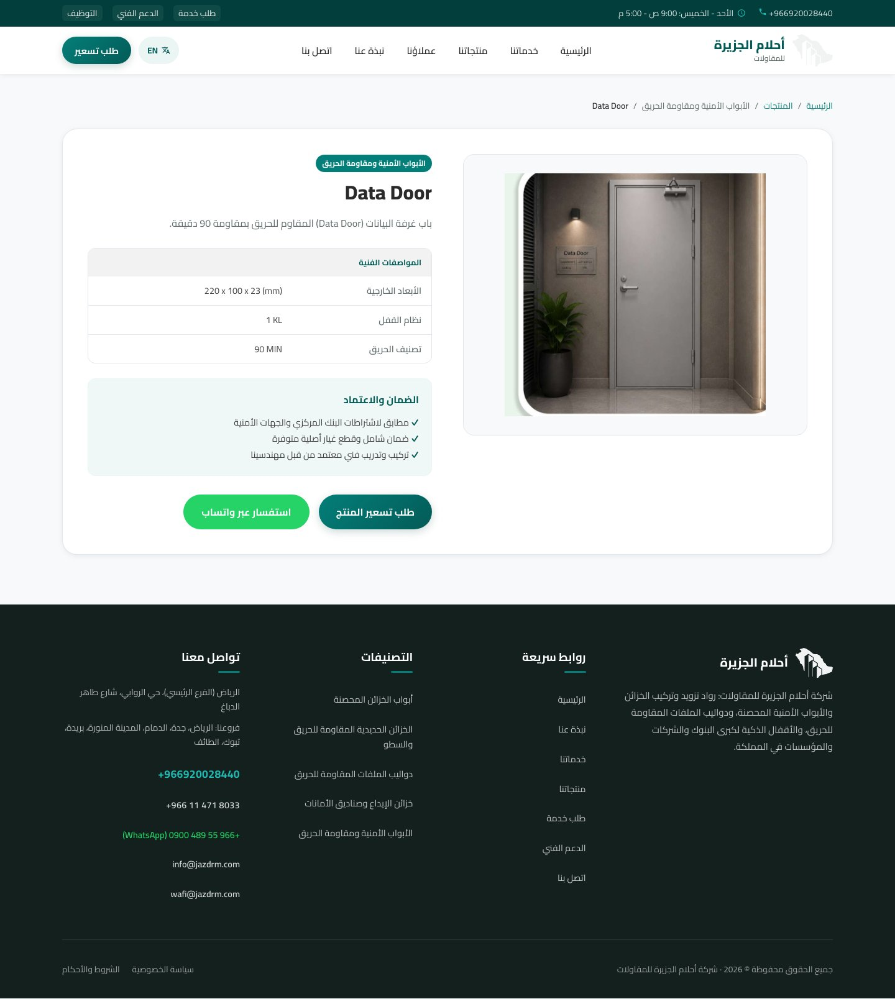 +966920028440
الأحد - الخميس: 9:00 ص - 5:00 م
طلب خدمة
الدعم الفني
التوظيف
أحلام الجزيرة
للمقاولات
الرئيسية
خدماتنا
منتجاتنا
عملاؤنا
نبذة عنا
اتصل بنا
EN
طلب تسعير
الرئيسية / المنتجات / الأبواب الأمنية ومقاومة الحريق / Data Door
Data Door
الأبواب الأمنية ومقاومة الحريق
Data Door
باب غرفة البيانات (Data Door) المقاوم للحريق بمقاومة 90 دقيقة.
المواصفات الفنية
الأبعاد الخارجية 220 x 100 x 23 (mm)
نظام القفل 1 KL
تصنيف الحريق 90 MIN
الضمان والاعتماد
مطابق لاشتراطات البنك المركزي والجهات الأمنية
ضمان شامل وقطع غيار أصلية متوفرة
تركيب وتدريب فني معتمد من قبل مهندسينا
طلب تسعير المنتج
استفسار عبر واتساب
أحلام الجزيرة
شركة أحلام الجزيرة للمقاولات: رواد تزويد وتركيب الخزائن
والأبواب الأمنية المحصنة، ودواليب الملفات المقاومة
للحريق، والأقفال الذكية لكبرى البنوك والشركات
والمؤسسات في المملكة.
روابط سريعة
الرئيسية
نبذة عنا
خدماتنا
منتجاتنا
طلب خدمة
الدعم الفني
اتصل بنا
التصنيفات
أبواب الخزائن المحصنة
الخزائن الحديدية المقاومة للحريق
والسطو
دواليب الملفات المقاومة للحريق
خزائن الإيداع وصناديق الأمانات
الأبواب الأمنية ومقاومة الحريق
تواصل معنا
الرياض (الفرع الرئيسي)، حي الروابي، شارع طاهر
الدباغ
فروعنا: الرياض، جدة، الدمام، المدينة المنورة، بريدة،
تبوك، الطائف
+966920028440
+966 11 471 8033
+966 55 489 0900 (WhatsApp)
info@jazdrm.com
wafi@jazdrm.com
جميع الحقوق محفوظة © 2026 · شركة أحلام الجزيرة للمقاولات
سياسة الخصوصية
الشروط والأحكام